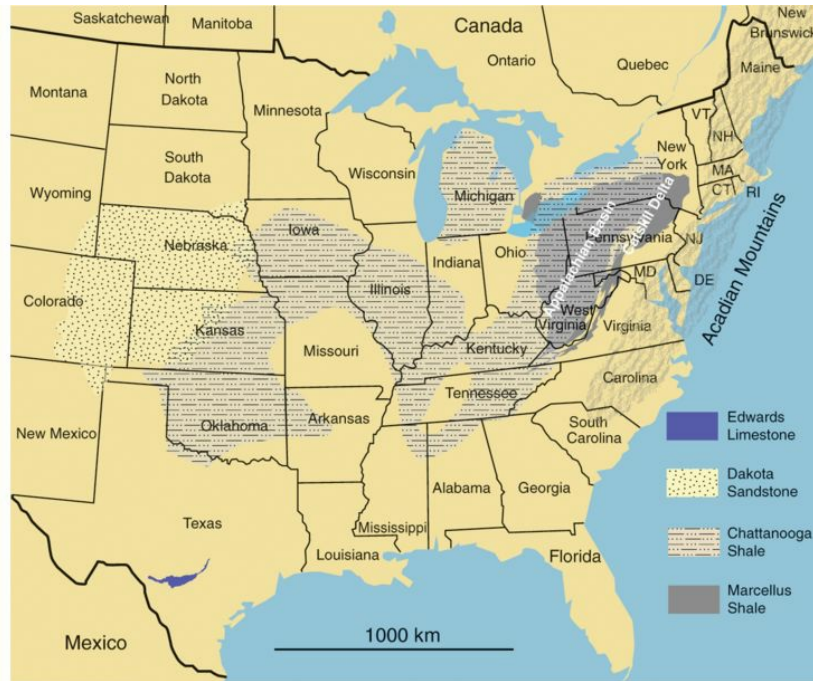 Saskatchewan
Manitoba
Canada
Ontario
Quebec
New
Brunswick
Maine
Montana
North
Dakota
Minnesota
VT
NH
South
Dakota
Wisconsin
Michigan
New
York
MA
CT
RI
Wyoming
Iowa
Nebraska
Illinois
Indiana
Ohio
Pennsylvania
NJ
MD
DE
Appalachian Basin
Catskill Delta
Acadian Mountains
Colorado
Kansas
Missouri
Kentucky
West
Virginia
Virginia
Tennessee
Carolina
New Mexico
Oklahoma
Arkansas
South
Carolina
Texas
Mississippi
Alabama
Georgia
Louisiana
Florida
Mexico
1000 km
Edwards
Limestone
Dakota
Sandstone
Chattanooga
Shale
Marcellus
Shale